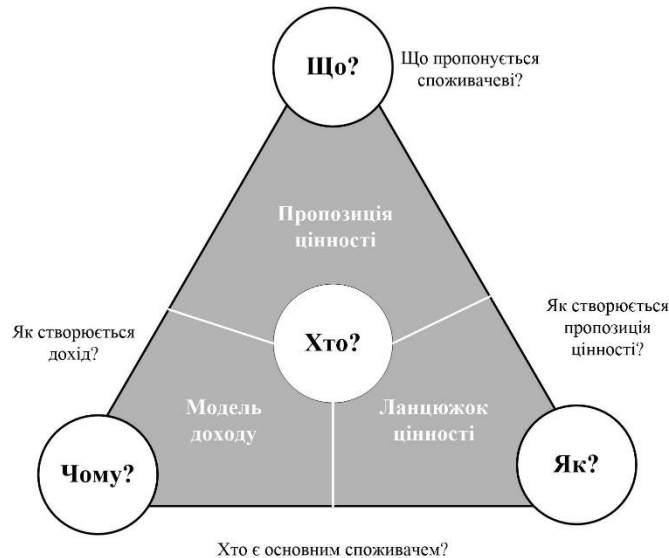 Що?
Що пропонується
споживачеві?
Пропозиція
цінності
Як створюється
дохід?
Хто?
Як створюється
пропозиція
цінності?
Модель
доходу
Ланцюжок
цінності
Чому?
Як?
Хто є основним споживачем?